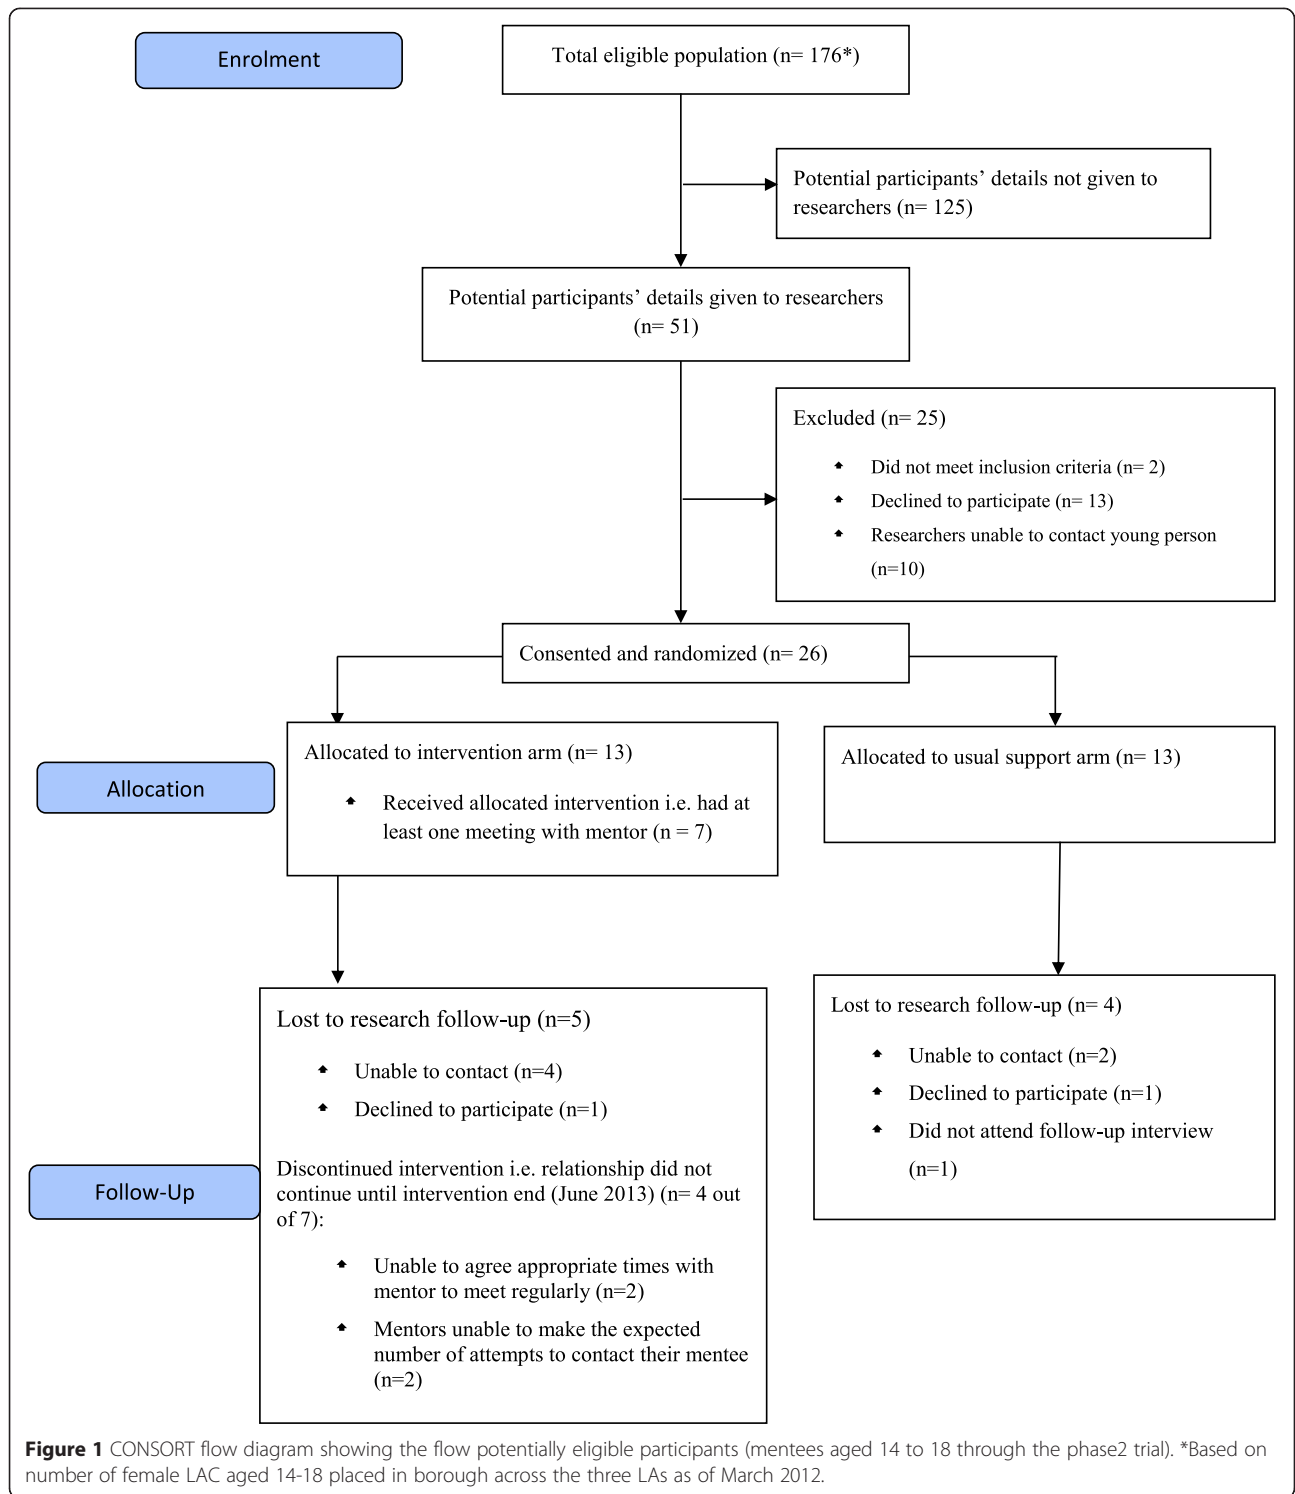 Enrolment
Total eligible population (n= 176*)
Potential participants’ details not given to
researchers (n= 125)
Potential participants’ details given to researchers
(n= 51)
Excluded (n= 25)
Did not meet inclusion criteria (n= 2)
Declined to participate (n= 13)
Researchers unable to contact young person
(n=10)
Consented and randomized (n= 26)
Allocation
Allocated to intervention arm (n= 13)
Received allocated intervention i.e. had at
least one meeting with mentor (n = 7)
Allocated to usual support arm (n= 13)
Follow-Up
Lost to research follow-up (n=5)
Unable to contact (n=4)
Declined to participate (n=1)
Discontinued intervention i.e. relationship did not
continue until intervention end (June 2013) (n= 4 out
of 7):
Unable to agree appropriate times with
mentor to meet regularly (n=2)
Mentors unable to make the expected
number of attempts to contact their mentee
(n=2)
Lost to research follow-up (n= 4)
Unable to contact (n=2)
Declined to participate (n=1)
Did not attend follow-up interview
(n=1)
Figure 1 CONSORT flow diagram showing the flow potentially eligible participants (mentees aged 14 to 18 through the phase2 trial). *Based on
number of female LAC aged 14-18 placed in borough across the three LAs as of March 2012.